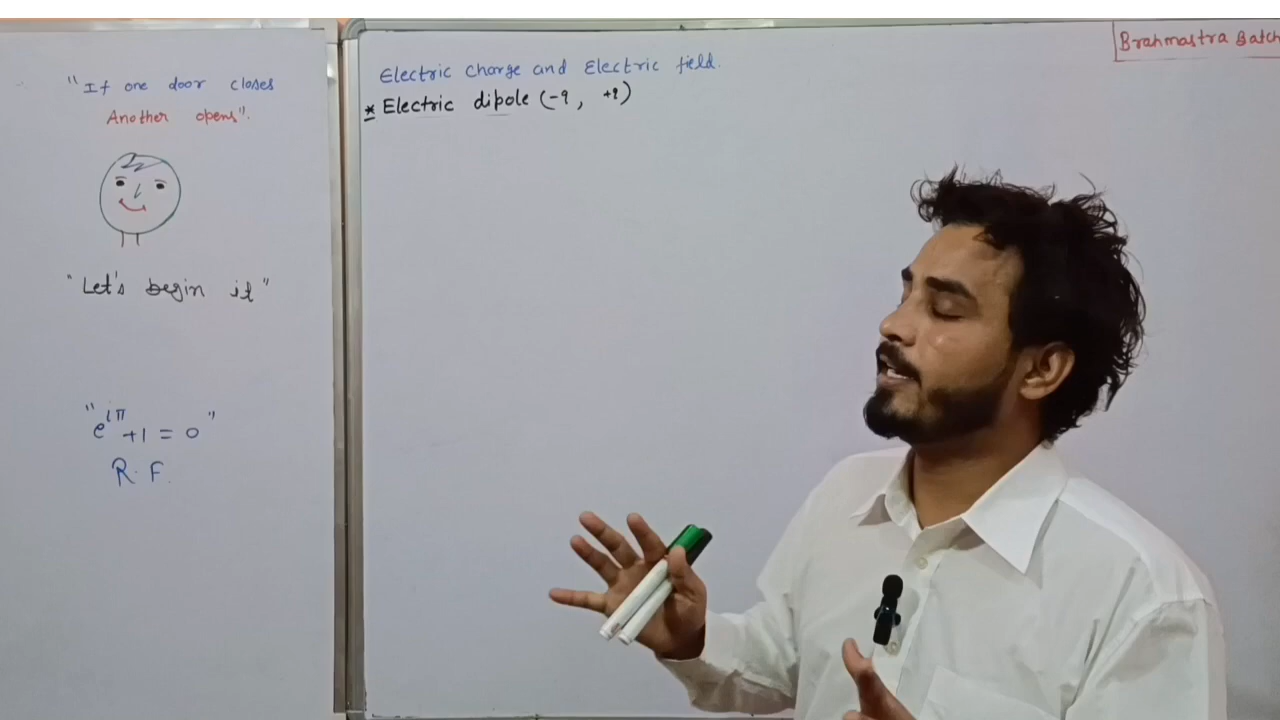 "If one door closes
Another opens".
"Let's begin it"
"e^iπ +1 = 0"
R. F.
Electric charge and Electric field.
* Electric dipole (-q, +q)
Brahmastra Batch